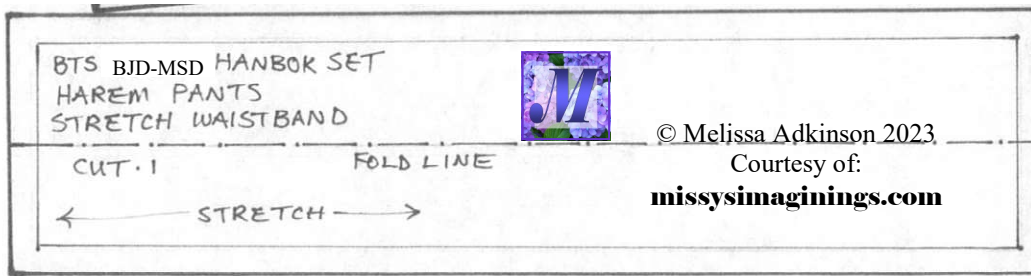 BTS BJD-MSD HANBOK SET
HAREM PANTS
STRETCH WAISTBAND
M
© Melissa Adkinson 2023
Courtesy of:
missysimaginings.com
CUT·1 FOLD LINE
STRETCH